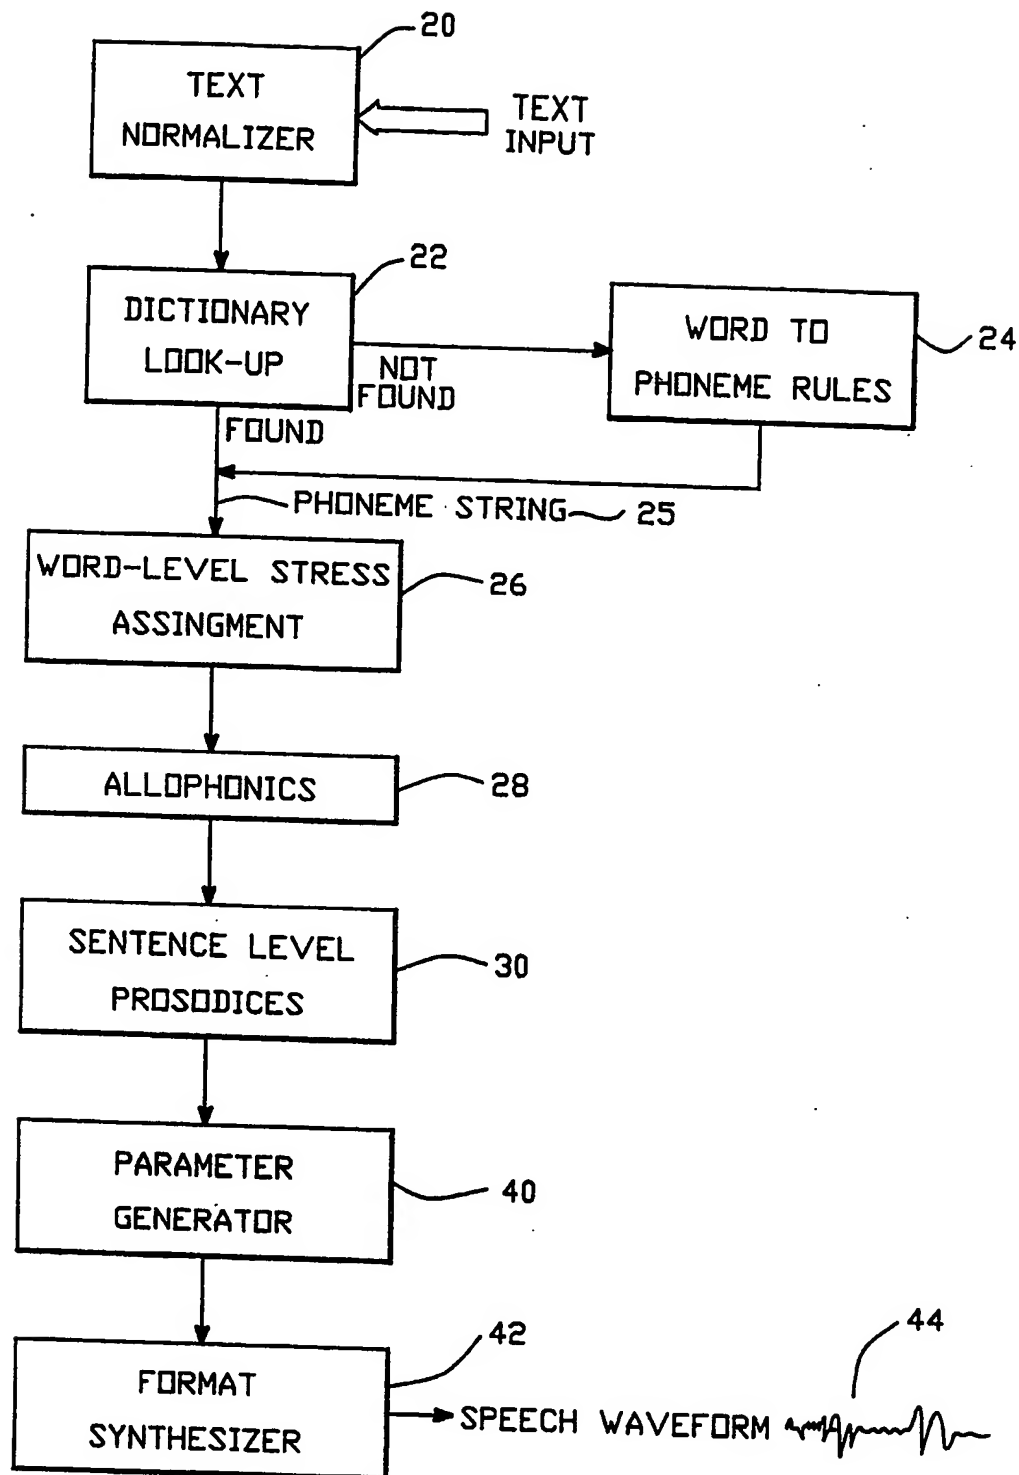 20
TEXT
NORMALIZER
TEXT
INPUT
22
DICTIONARY
LOOK-UP
NOT
FOUND
WORD TO
PHONEME RULES
24
FOUND
PHONEME STRING 25
WORD-LEVEL STRESS
ASSINGMENT
26
ALLOPHONICS
28
SENTENCE LEVEL
PROSODICES
30
PARAMETER
GENERATOR
40
42
FORMAT
SYNTHESIZER
SPEECH WAVEFORM
44